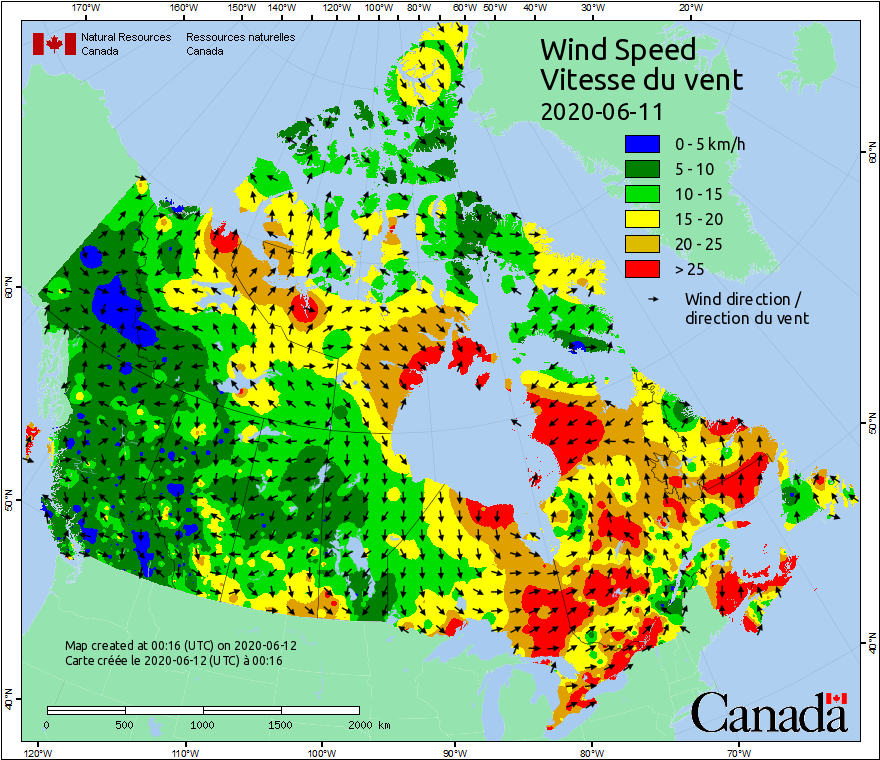 170°W 160°W 150°W 140°W 120°W 100°W 80°W 60°W 50°W 40°W 30°W 20°W
Natural Resources Ressources naturelles
Canada Canada
Wind Speed
Vitesse du vent
2020-06-11
0 - 5 km/h
5 - 10
10 - 15
15 - 20
20 - 25
> 25
Wind direction /
direction du vent
60°N
60°N
50°N
50°N
40°N
40°N
Map created at 00:16 (UTC) on 2020-06-12
Carte créée le 2020-06-12 (UTC) à 00:16
0 500 1000 1500 2000 km
Canada
120°W 110°W 100°W 90°W 80°W 70°W